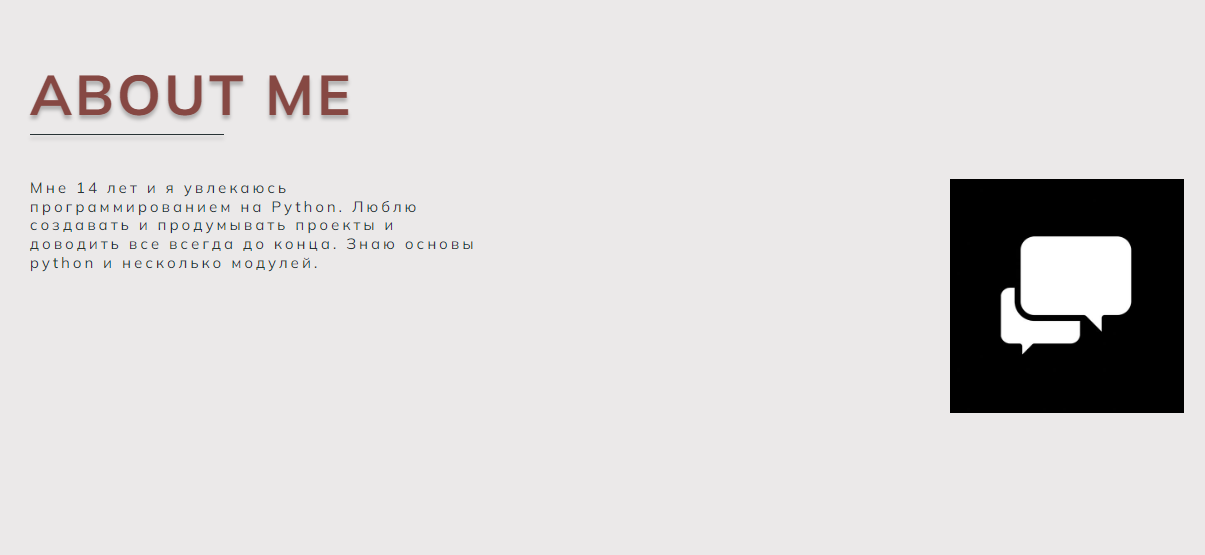 ABOUT ME
Мне 14 лет и я увлекаюсь
программированием на Python. Люблю
создавать и продумывать проекты и
доводить все всегда до конца. Знаю основы
python и несколько модулей.